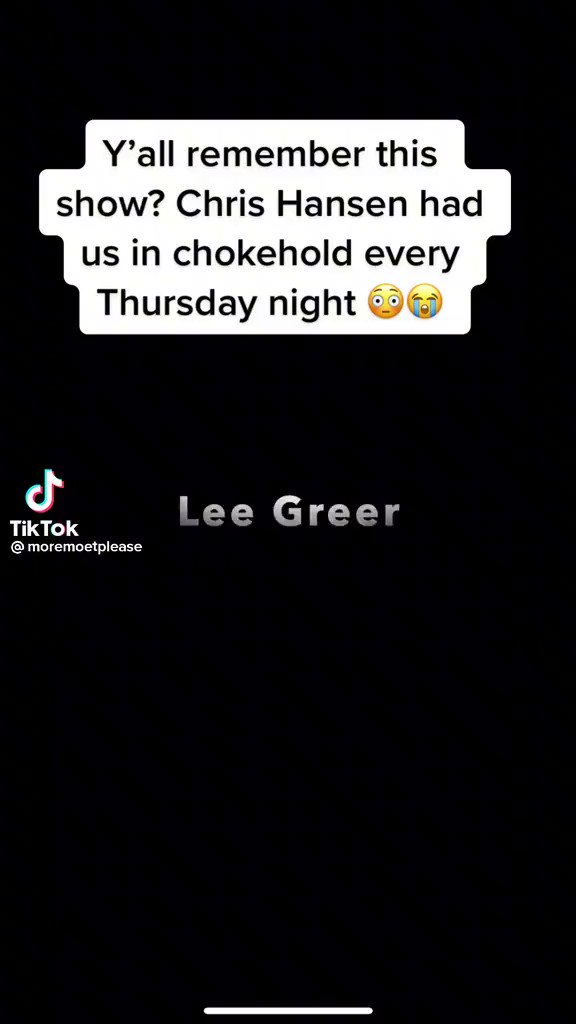 Y’all remember this
show? Chris Hansen had
us in chokehold every
Thursday night 😳😭
Lee Greer
TikTok
@ moremoetplease